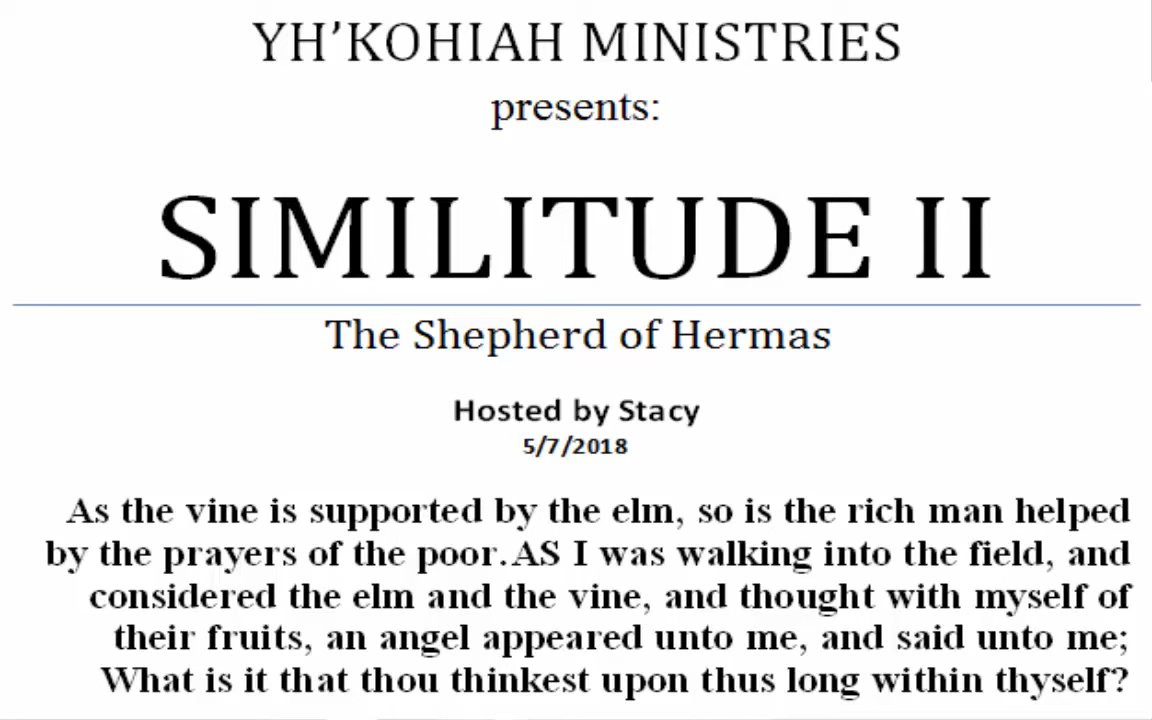 YH’KOHIAH MINISTRIES
presents:
SIMILITUDE II
The Shepherd of Hermas
Hosted by Stacy
5/7/2018
As the vine is supported by the elm, so is the rich man helped
by the prayers of the poor.AS I was walking into the field, and
considered the elm and the vine, and thought with myself of
their fruits, an angel appeared unto me, and said unto me;
What is it that thou thinkest upon thus long within thyself?